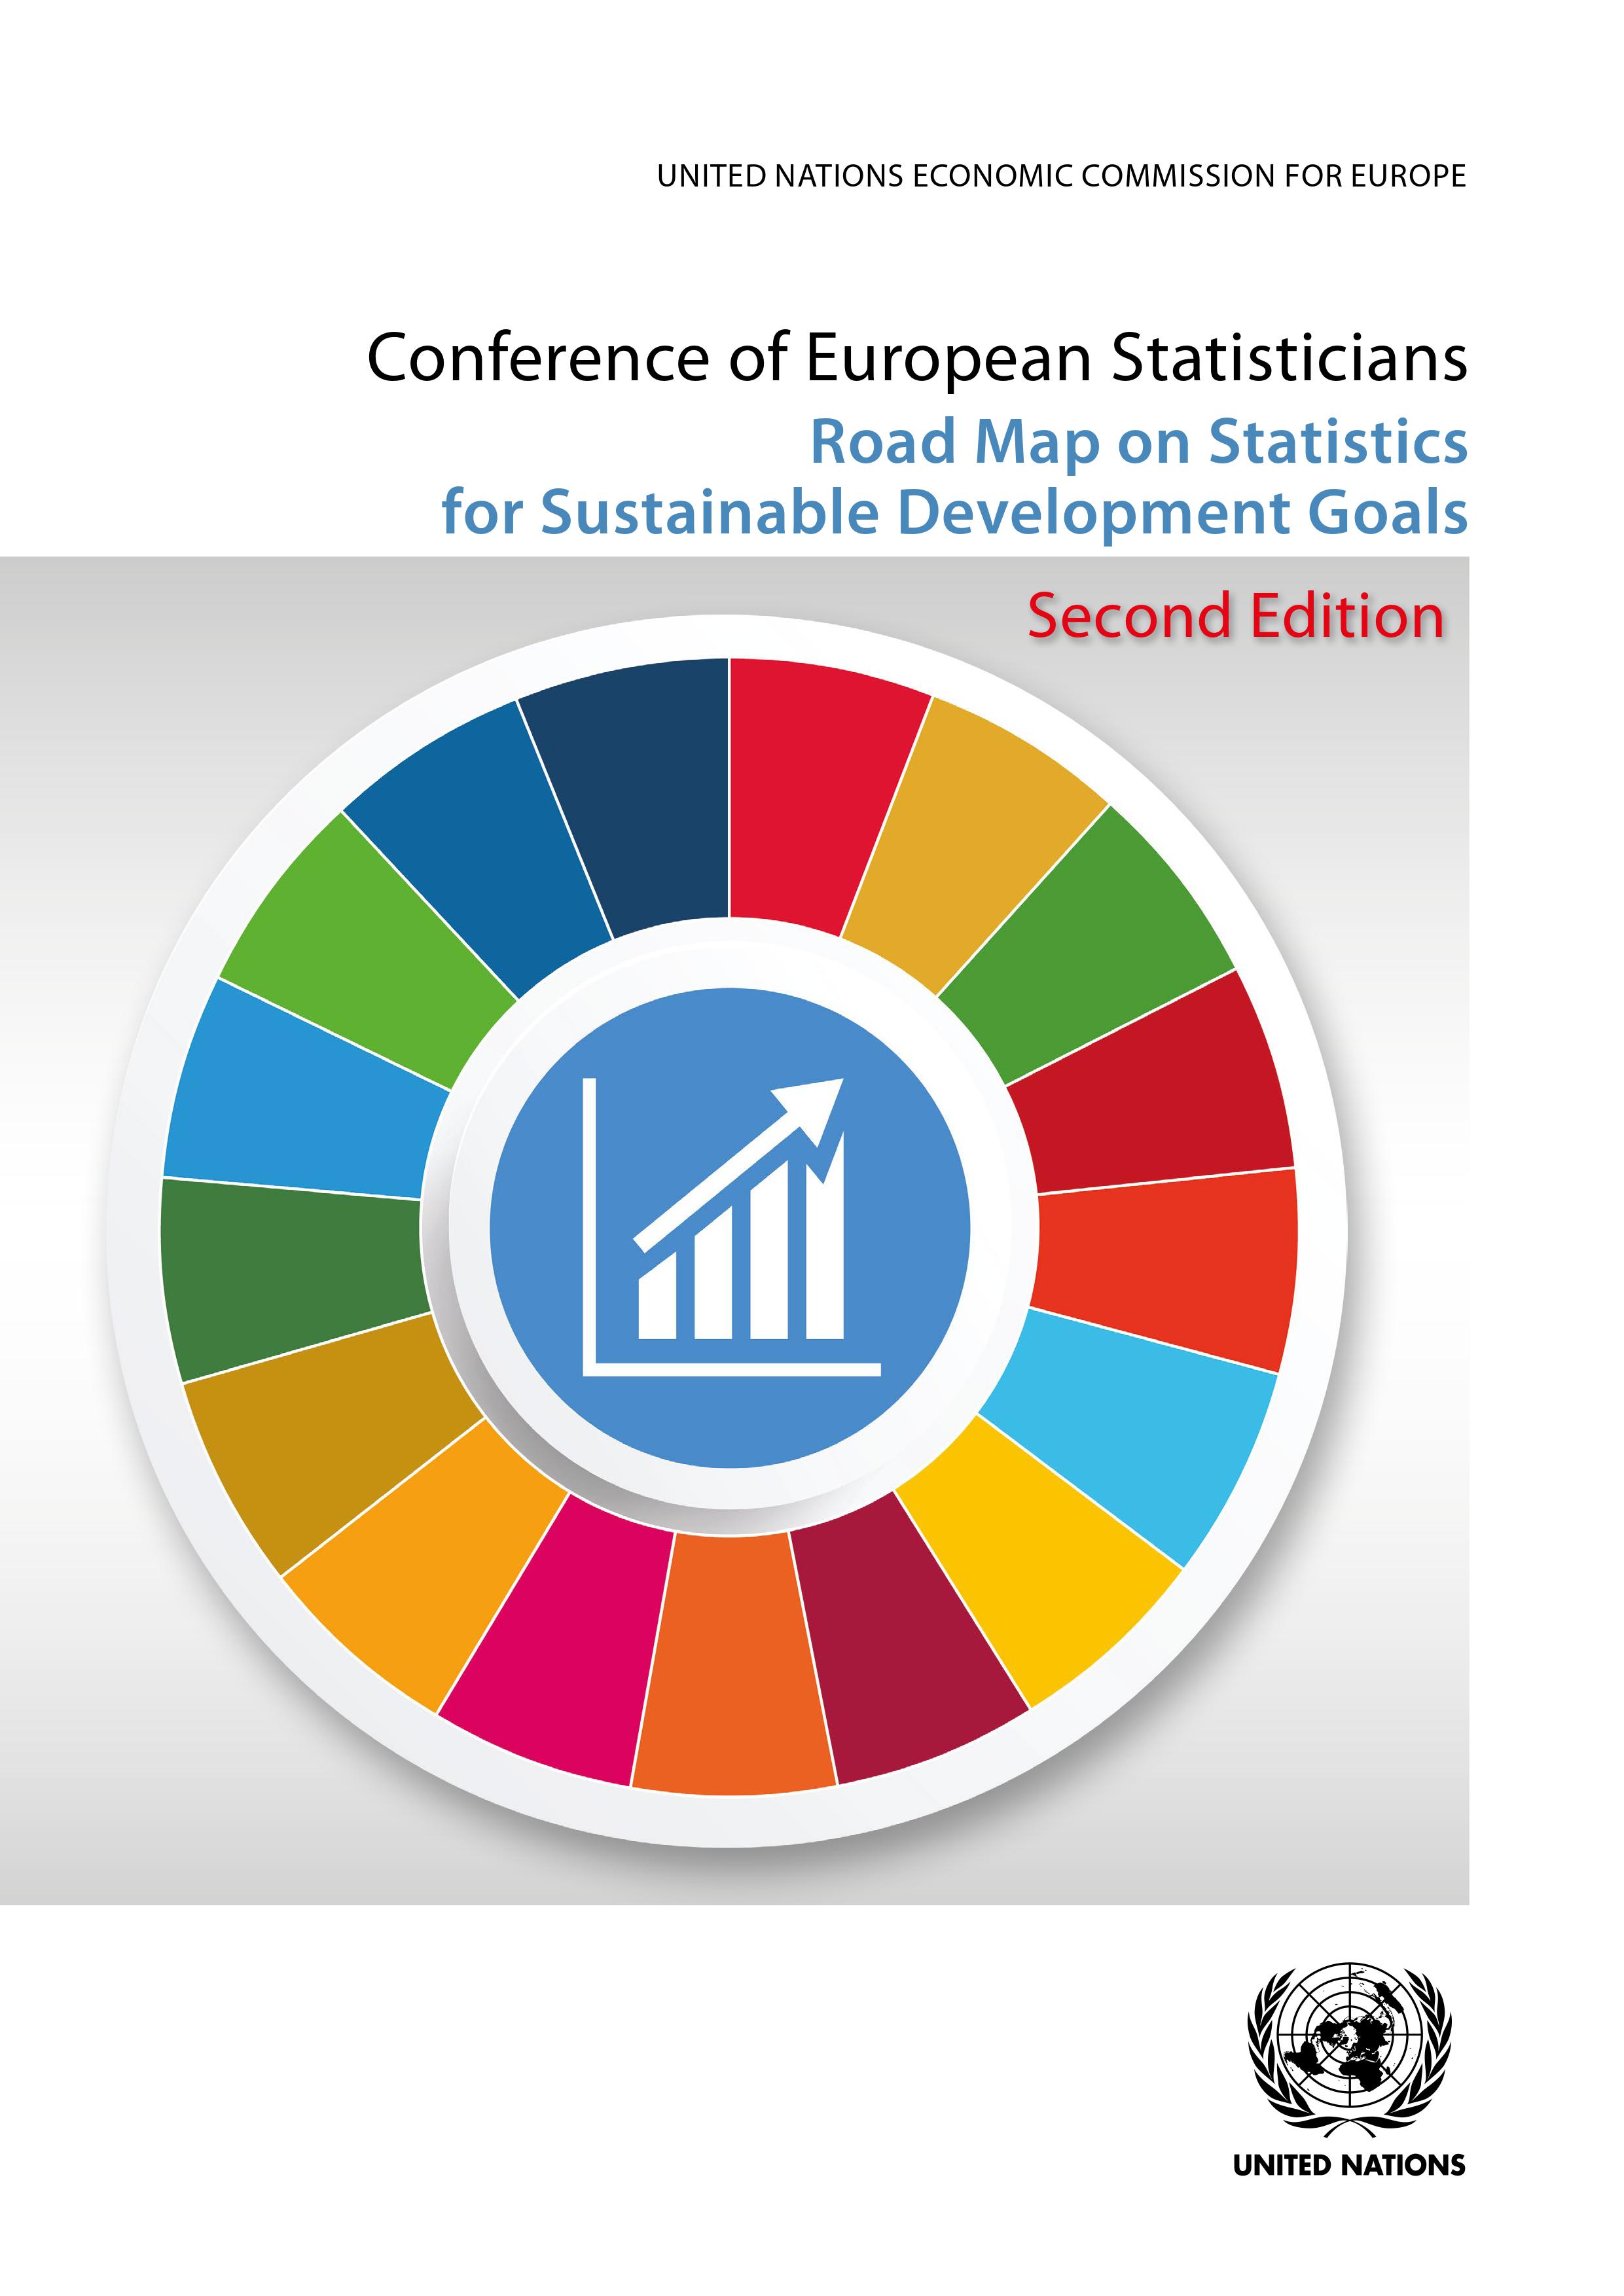 UNITED NATIONS ECONOMIC COMMISSION FOR EUROPE
Conference of European Statisticians
Road Map on Statistics
for Sustainable Development Goals
Second Edition
UNITED NATIONS